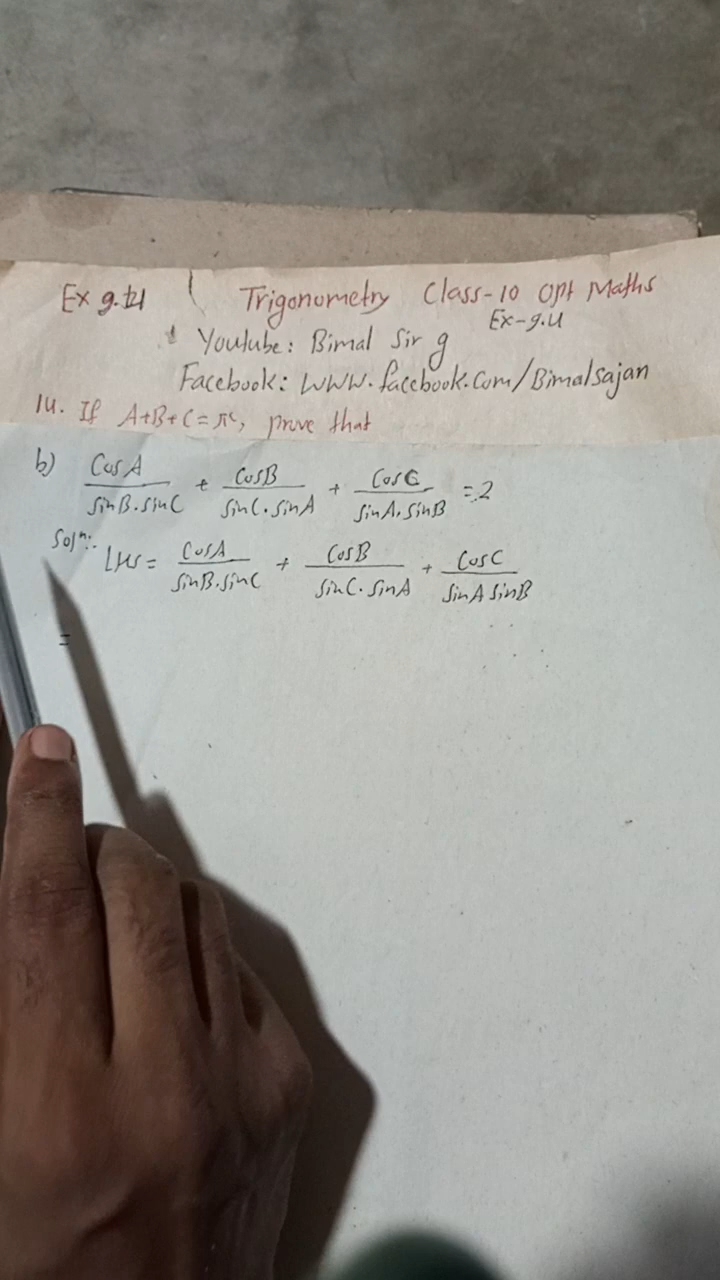 Ex 9.4 Trigonometry Class-10 Opt Maths
Ex-9.4
Youtube: Bimal Sir g
Facebook: WWW.facebook.Com/Bimalsajan
14. If A+B+C=πᶜ, prove that
b) CosA/sinB.sinC + CosB/sinC.sinA + CosC/sinA.sinB = 2
Solⁿ:. LHS = CosA/sinB.sinC + CosB/sinC.sinA + CosC/sinA sinB
=